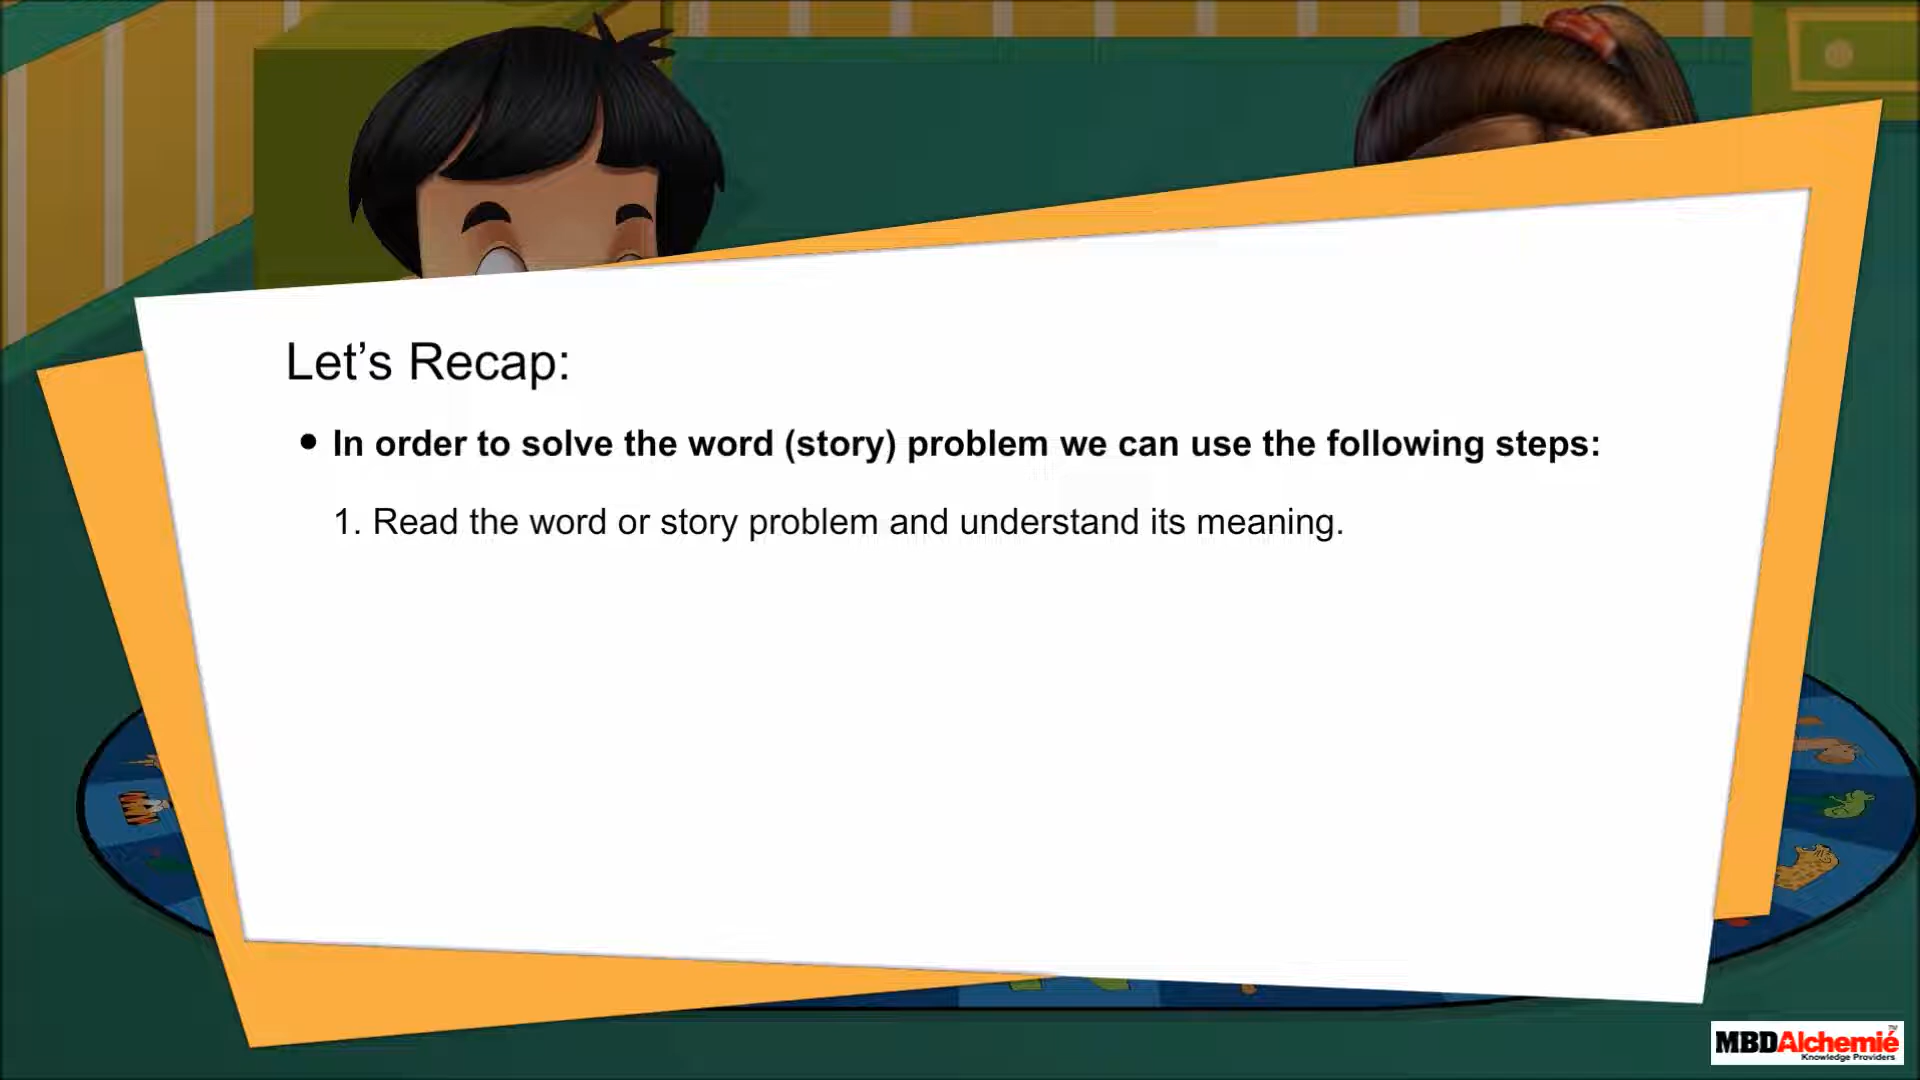 Let’s Recap:
● In order to solve the word (story) problem we can use the following steps:
1. Read the word or story problem and understand its meaning.
MBDAlchemié™
Knowledge Providers